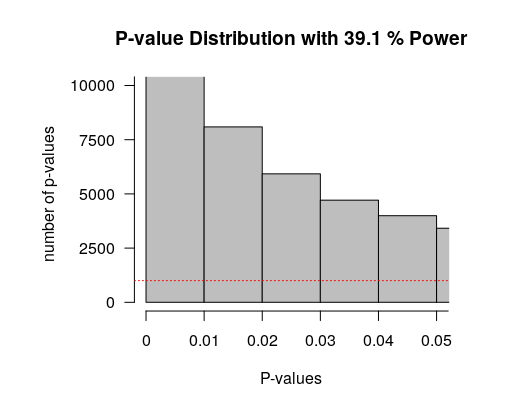 P-value Distribution with 39.1 % Power
number of p-values
10000
7500
5000
2500
0
0 0.01 0.02 0.03 0.04 0.05
P-values